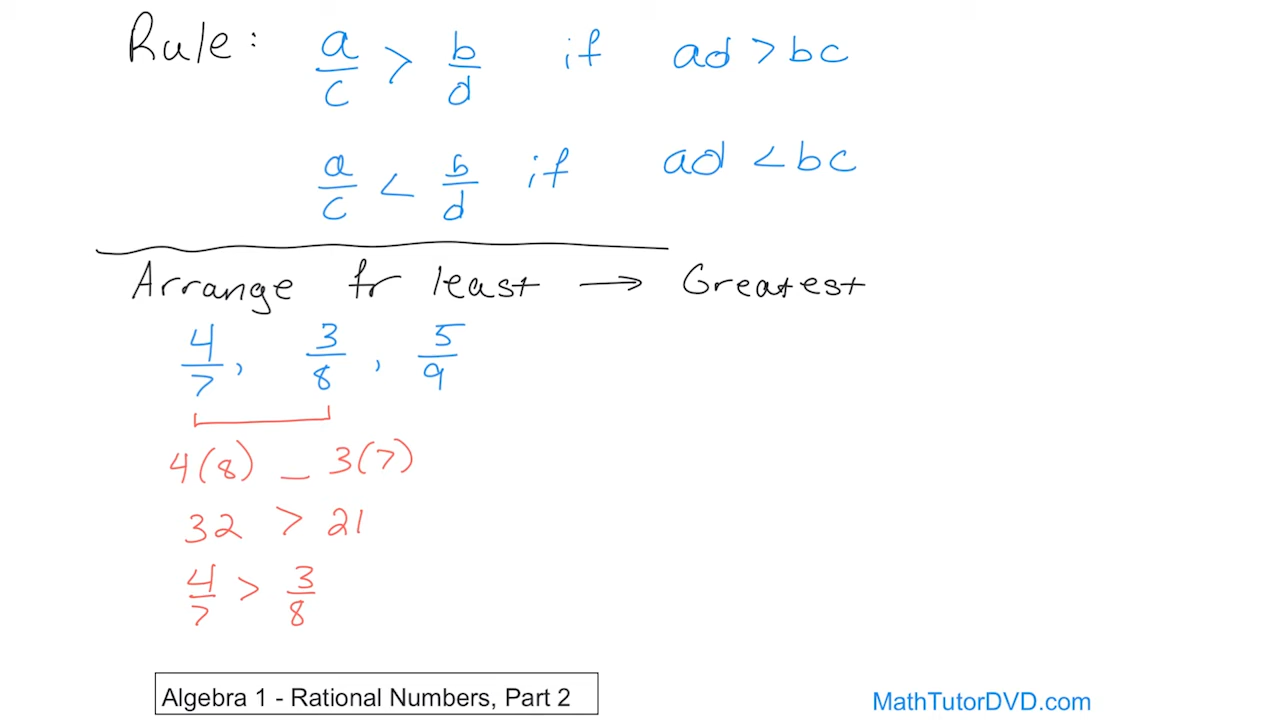 Rule: a/c > b/d if ad > bc
a/c < b/d if ad < bc
Arrange fr least → Greatest
4/7, 3/8, 5/9
4(8) _ 3(7)
32 > 21
4/7 > 3/8
Algebra 1 - Rational Numbers, Part 2
MathTutorDVD.com